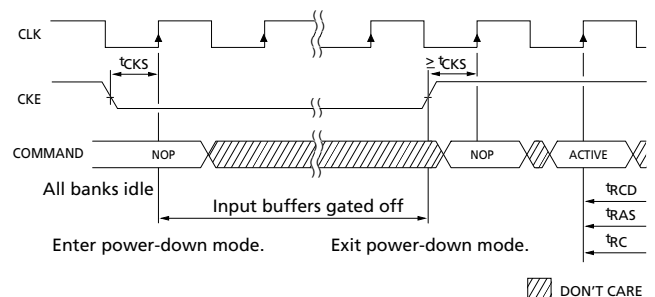 CLK
tCKS
≥ tCKS
CKE
COMMAND NOP NOP ACTIVE
All banks idle
Input buffers gated off
tRCD
tRAS
tRC
Enter power-down mode. Exit power-down mode.
DON'T CARE